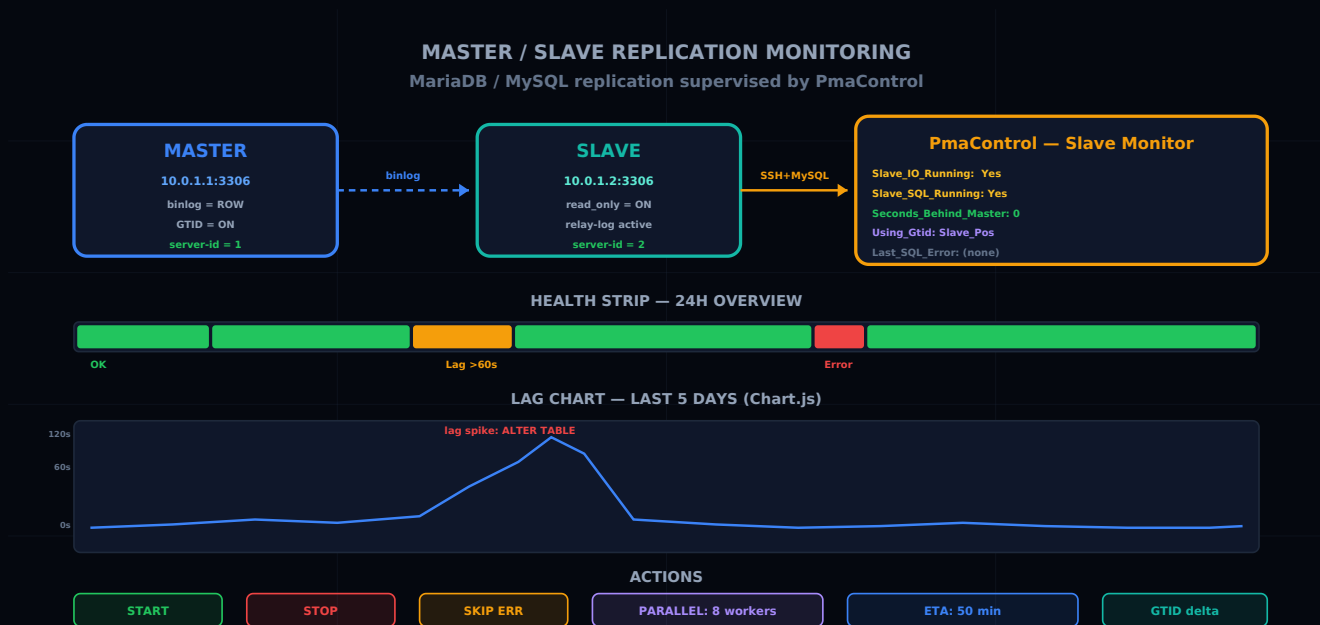 MASTER / SLAVE REPLICATION MONITORING
MariaDB / MySQL replication supervised by PmaControl
MASTER
10.0.1.1:3306
binlog = ROW
GTID = ON
server-id = 1
binlog
SLAVE
10.0.1.2:3306
read_only = ON
relay-log active
server-id = 2
SSH+MySQL
PmaControl — Slave Monitor
Slave_IO_Running:  Yes
Slave_SQL_Running: Yes
Seconds_Behind_Master: 0
Using_Gtid: Slave_Pos
Last_SQL_Error: (none)
HEALTH STRIP — 24H OVERVIEW
OK
Lag >60s
Error
LAG CHART — LAST 5 DAYS (Chart.js)
120s
60s
0s
lag spike: ALTER TABLE
ACTIONS
START
STOP
SKIP ERR
PARALLEL: 8 workers
ETA: 50 min
GTID delta